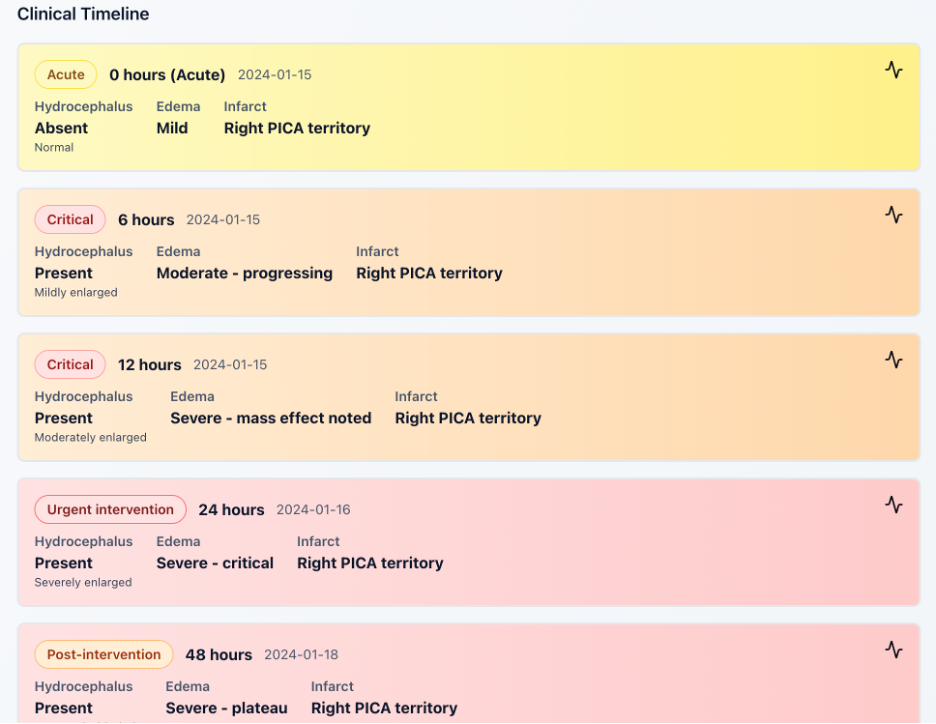 Clinical Timeline
Acute 0 hours (Acute) 2024-01-15
Hydrocephalus Edema Infarct
Absent Mild Right PICA territory
Normal
Critical 6 hours 2024-01-15
Hydrocephalus Edema Infarct
Present Moderate - progressing Right PICA territory
Mildly enlarged
Critical 12 hours 2024-01-15
Hydrocephalus Edema Infarct
Present Severe - mass effect noted Right PICA territory
Moderately enlarged
Urgent intervention 24 hours 2024-01-16
Hydrocephalus Edema Infarct
Present Severe - critical Right PICA territory
Severely enlarged
Post-intervention 48 hours 2024-01-18
Hydrocephalus Edema Infarct
Present Severe - plateau Right PICA territory